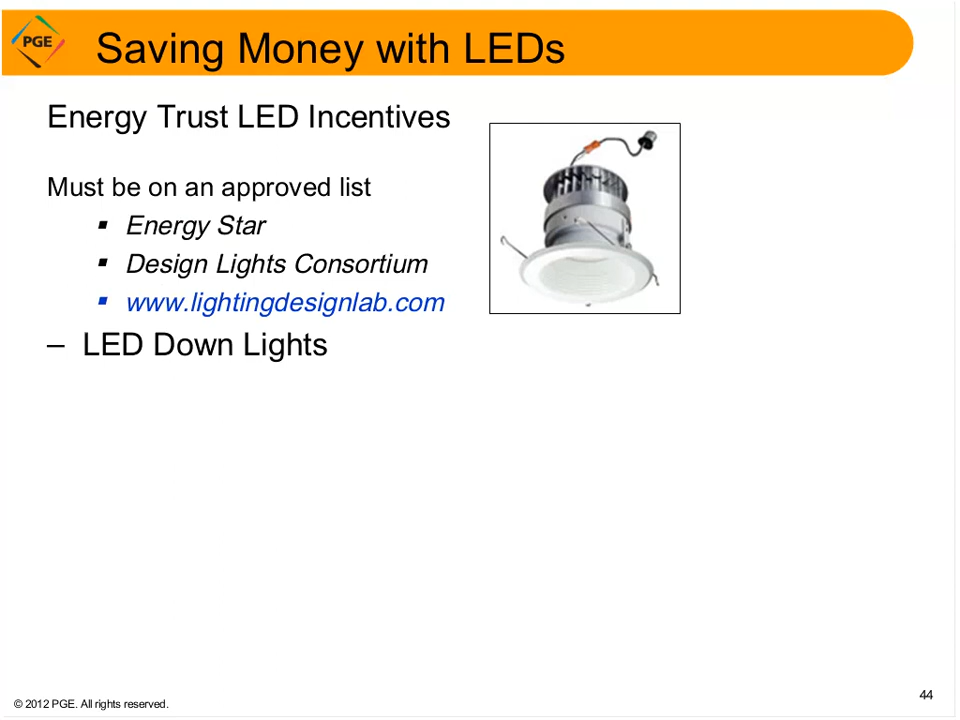 PGE
Saving Money with LEDs
Energy Trust LED Incentives
Must be on an approved list
▪ Energy Star
▪ Design Lights Consortium
▪ www.lightingdesignlab.com
– LED Down Lights
© 2012 PGE. All rights reserved.
44